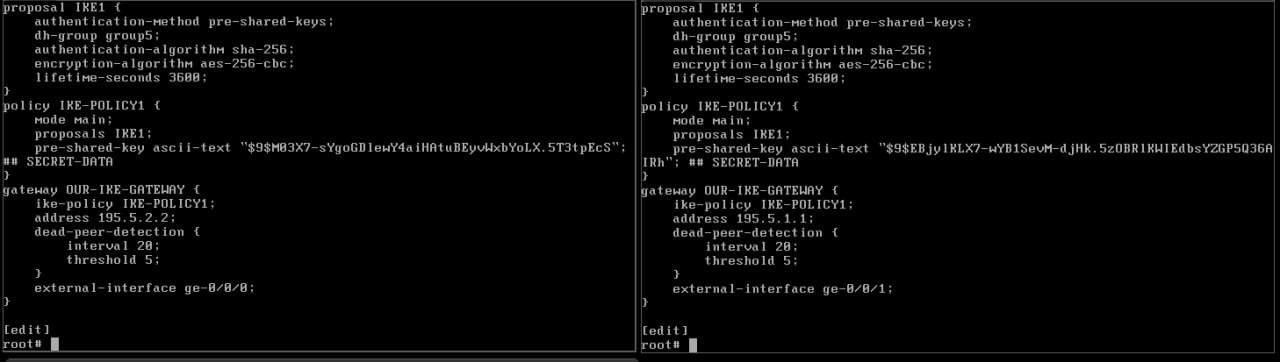 proposal IKE1 {
    authentication-method pre-shared-keys;
    dh-group group5;
    authentication-algorithm sha-256;
    encryption-algorithm aes-256-cbc;
    lifetime-seconds 3600;
}
policy IKE-POLICY1 {
    mode main;
    proposals IKE1;
    pre-shared-key ascii-text "$9$M03X7-sYgoGDlewY4aiHAtuBEyvWxbYoLX.5T3tpEcS";
## SECRET-DATA
}
gateway OUR-IKE-GATEWAY {
    ike-policy IKE-POLICY1;
    address 195.5.2.2;
    dead-peer-detection {
        interval 20;
        threshold 5;
    }
    external-interface ge-0/0/0;
}
[edit]
root#
proposal IKE1 {
    authentication-method pre-shared-keys;
    dh-group group5;
    authentication-algorithm sha-256;
    encryption-algorithm aes-256-cbc;
    lifetime-seconds 3600;
}
policy IKE-POLICY1 {
    mode main;
    proposals IKE1;
    pre-shared-key ascii-text "$9$EBjylKLX7-wYB1SevM-djHk.5zOBRlKWIEdbsYZGP5Q36A
IRh"; ## SECRET-DATA
}
gateway OUR-IKE-GATEWAY {
    ike-policy IKE-POLICY1;
    address 195.5.1.1;
    dead-peer-detection {
        interval 20;
        threshold 5;
    }
    external-interface ge-0/0/1;
}
[edit]
root#